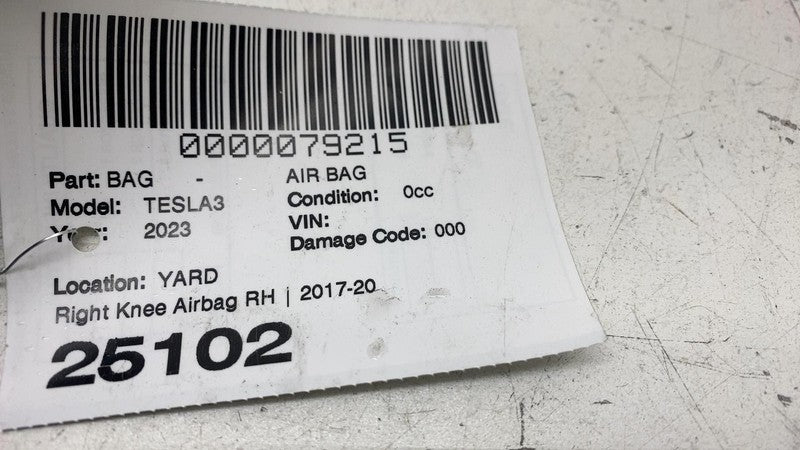 0000079215
Part: BAG - AIR BAG
Model: TESLA3 Condition: 0cc
2023 VIN:
Damage Code: 000
Location: YARD
Right Knee Airbag RH | 2017-20
25102